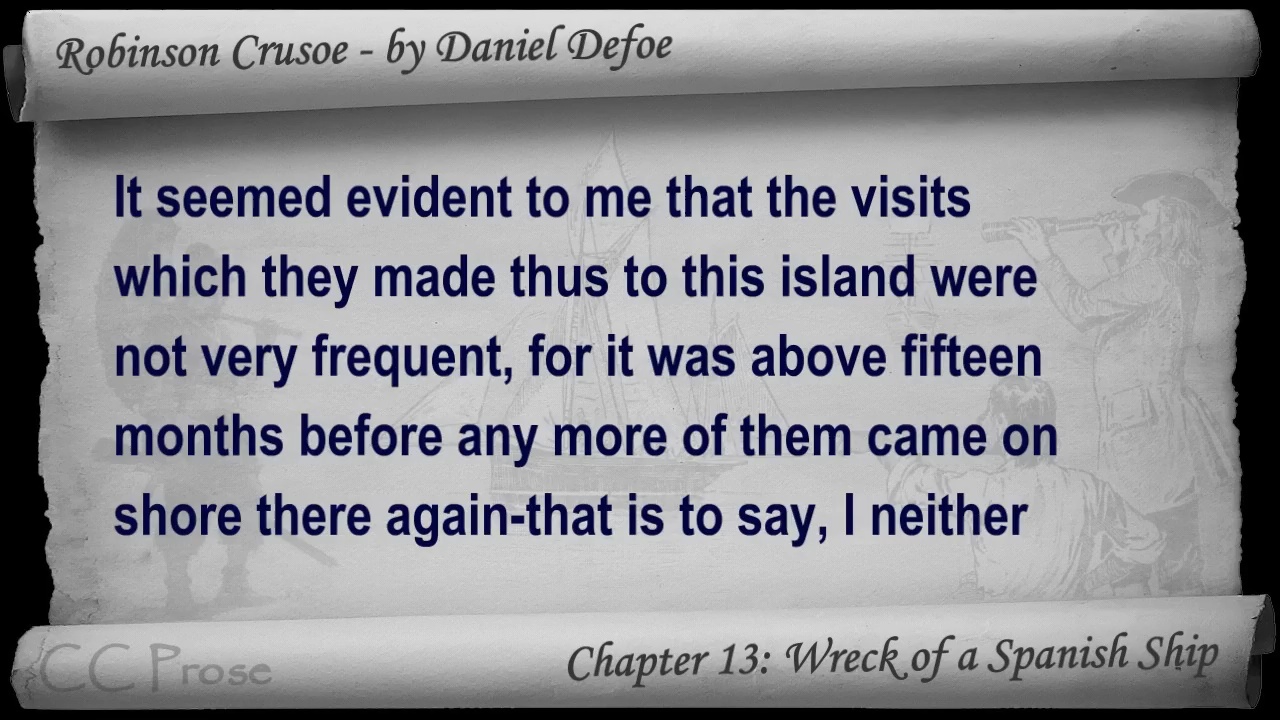 Robinson Crusoe - by Daniel Defoe
It seemed evident to me that the visits
which they made thus to this island were
not very frequent, for it was above fifteen
months before any more of them came on
shore there again-that is to say, I neither
CC Prose
Chapter 13: Wreck of a Spanish Ship